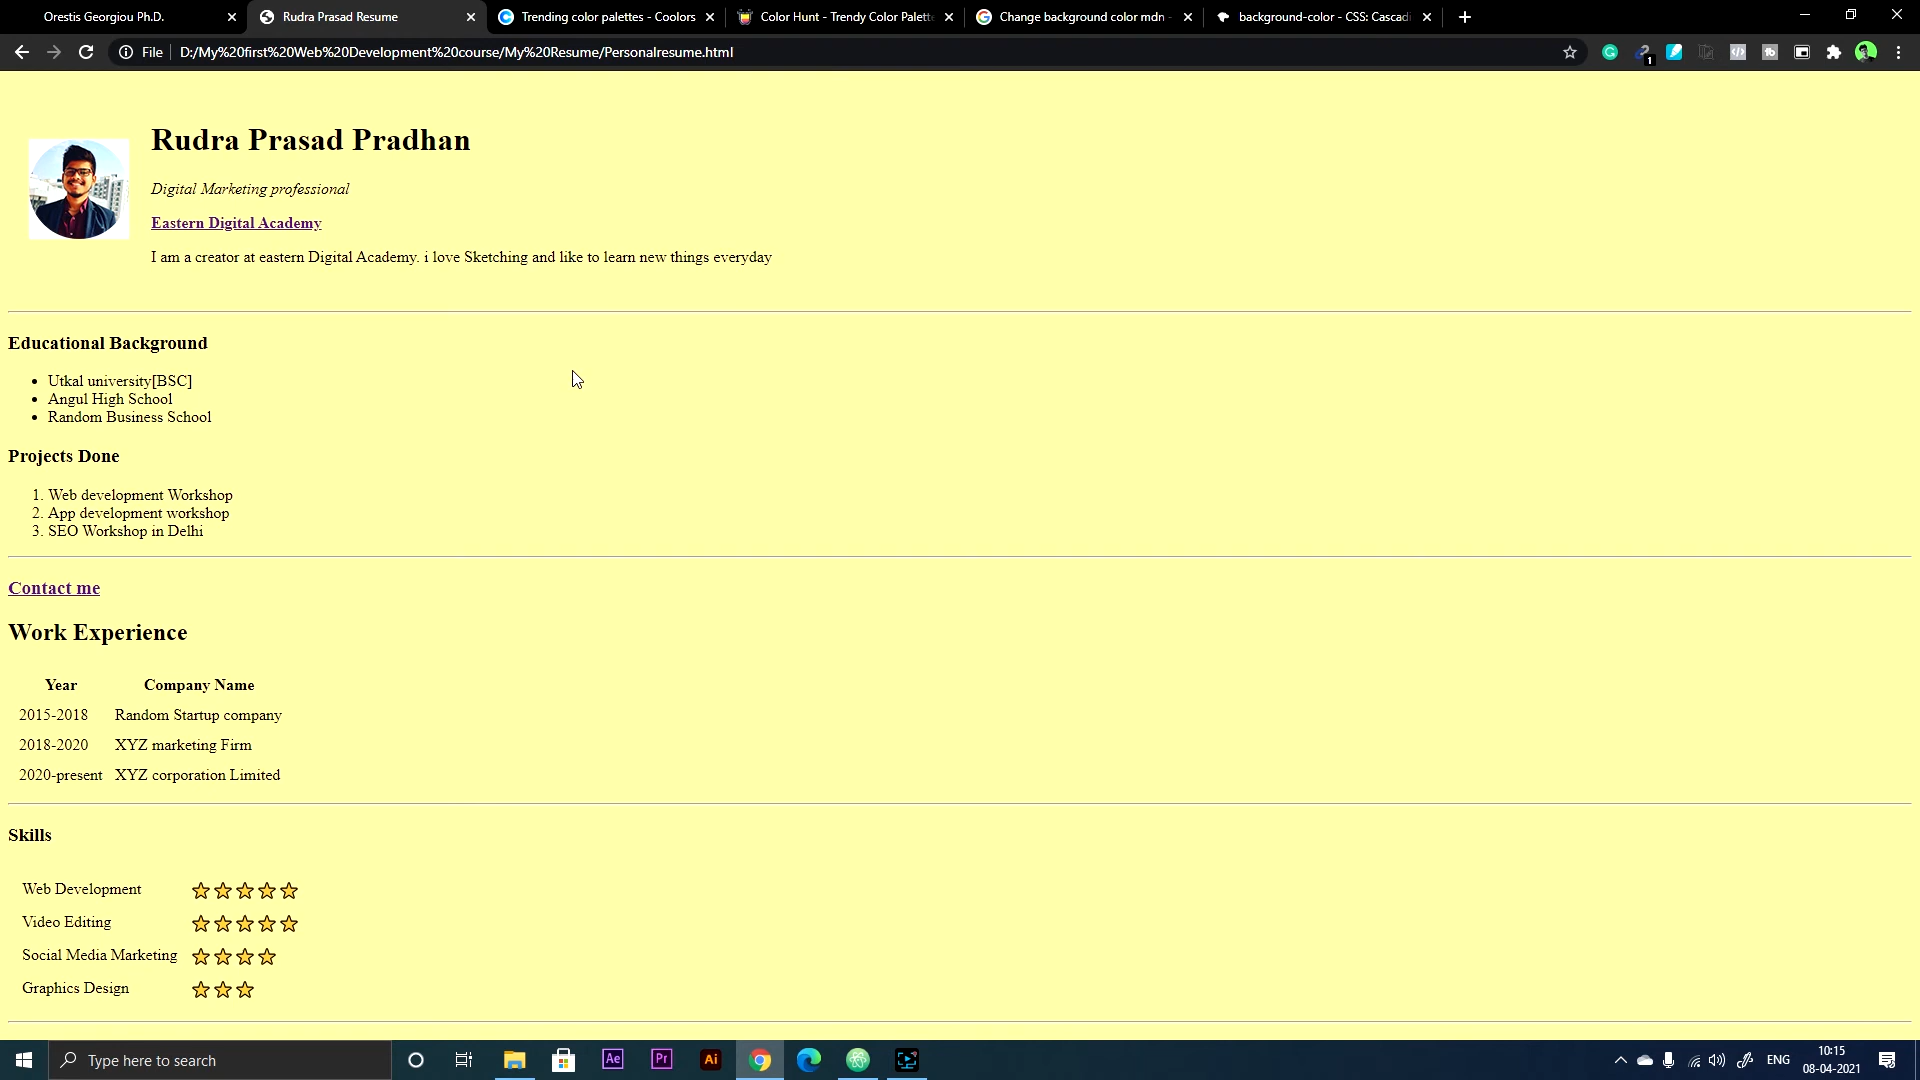 Orestis Georgiou Ph.D.
Rudra Prasad Resume
Trending color palettes - Coolors
Color Hunt - Trendy Color Palette
Change background color mdn -
background-color - CSS: Cascadi
File
D:/My%20first%20Web%20Development%20course/My%20Resume/Personalresume.html
1
Rudra Prasad Pradhan
Digital Marketing professional
Eastern Digital Academy
I am a creator at eastern Digital Academy. i love Sketching and like to learn new things everyday
Educational Background
• Utkal university[BSC]
• Angul High School
• Random Business School
Projects Done
1. Web development Workshop
2. App development workshop
3. SEO Workshop in Delhi
Contact me
Work Experience
Year Company Name
2015-2018 Random Startup company
2018-2020 XYZ marketing Firm
2020-present XYZ corporation Limited
Skills
Web Development
Video Editing
Social Media Marketing
Graphics Design
Type here to search
Ae
Pr
Ai
ENG
10:15
08-04-2021